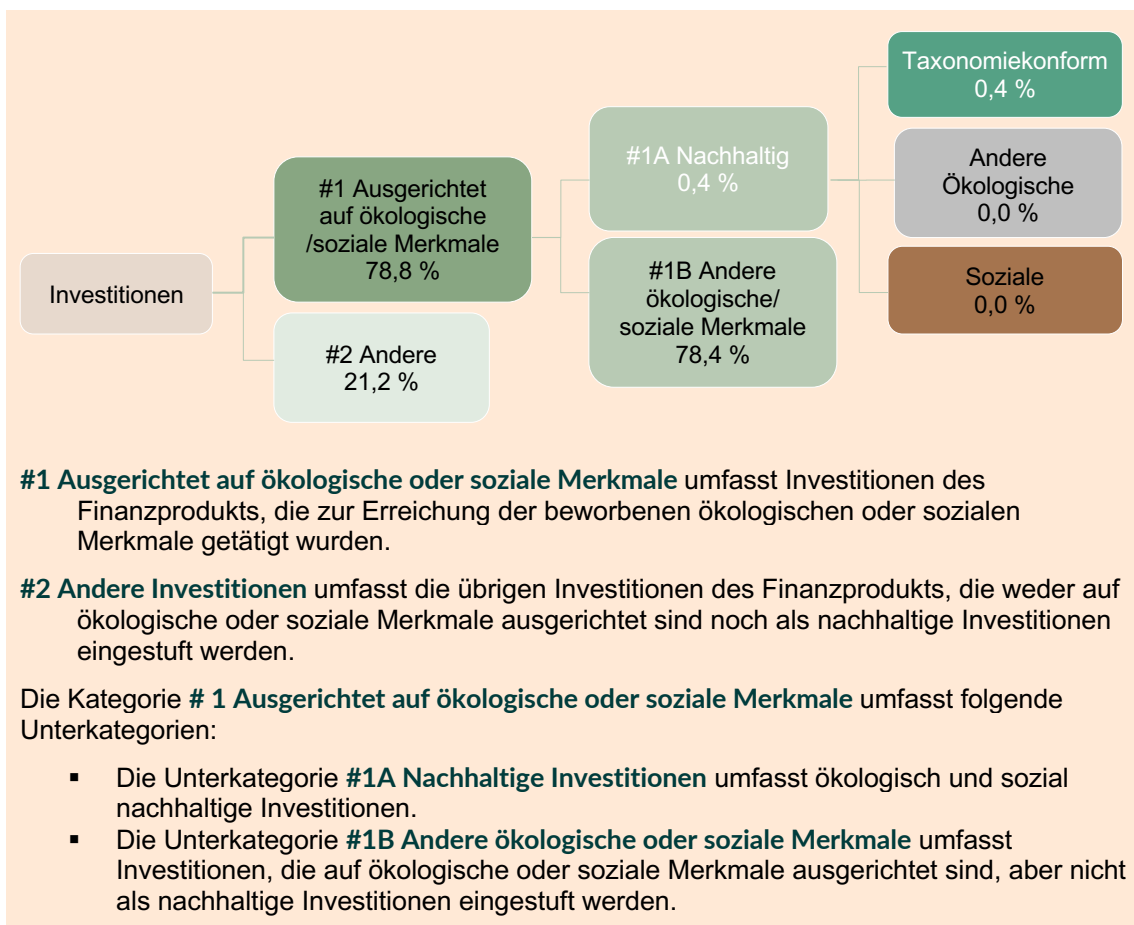 Investitionen
#1 Ausgerichtet
auf ökologische
/soziale Merkmale
78,8 %
#2 Andere
21,2 %
#1A Nachhaltig
0,4 %
#1B Andere
ökologische/
soziale Merkmale
78,4 %
Taxonomiekonform
0,4 %
Andere
Ökologische
0,0 %
Soziale
0,0 %
#1 Ausgerichtet auf ökologische oder soziale Merkmale umfasst Investitionen des
Finanzprodukts, die zur Erreichung der beworbenen ökologischen oder sozialen
Merkmale getätigt wurden.
#2 Andere Investitionen umfasst die übrigen Investitionen des Finanzprodukts, die weder auf
ökologische oder soziale Merkmale ausgerichtet sind noch als nachhaltige Investitionen
eingestuft werden.
Die Kategorie # 1 Ausgerichtet auf ökologische oder soziale Merkmale umfasst folgende
Unterkategorien:
▪ Die Unterkategorie #1A Nachhaltige Investitionen umfasst ökologisch und sozial
nachhaltige Investitionen.
▪ Die Unterkategorie #1B Andere ökologische oder soziale Merkmale umfasst
Investitionen, die auf ökologische oder soziale Merkmale ausgerichtet sind, aber nicht
als nachhaltige Investitionen eingestuft werden.